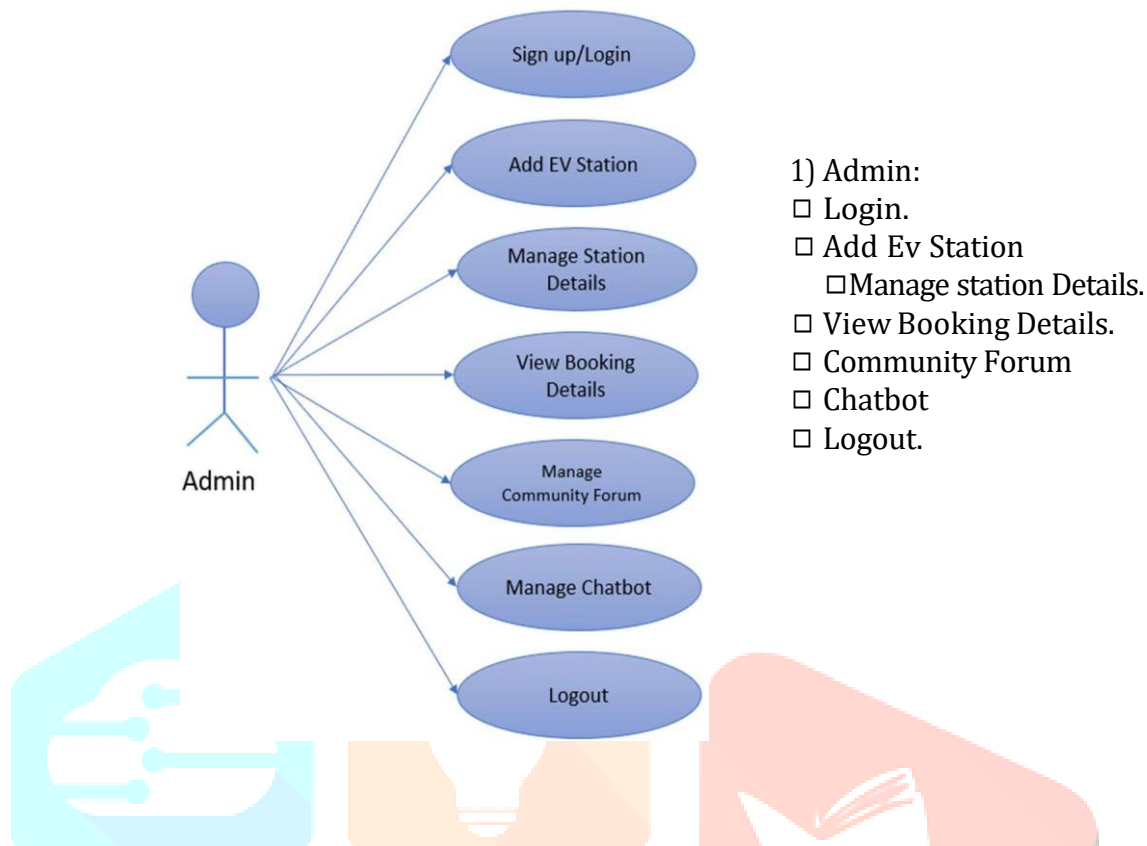 Sign up/Login
Add EV Station
Manage Station
Details
View Booking
Details
Manage
Community Forum
Manage Chatbot
Logout
Admin
1) Admin:
□ Login.
□ Add Ev Station
□Manage station Details.
□ View Booking Details.
□ Community Forum
□ Chatbot
□ Logout.